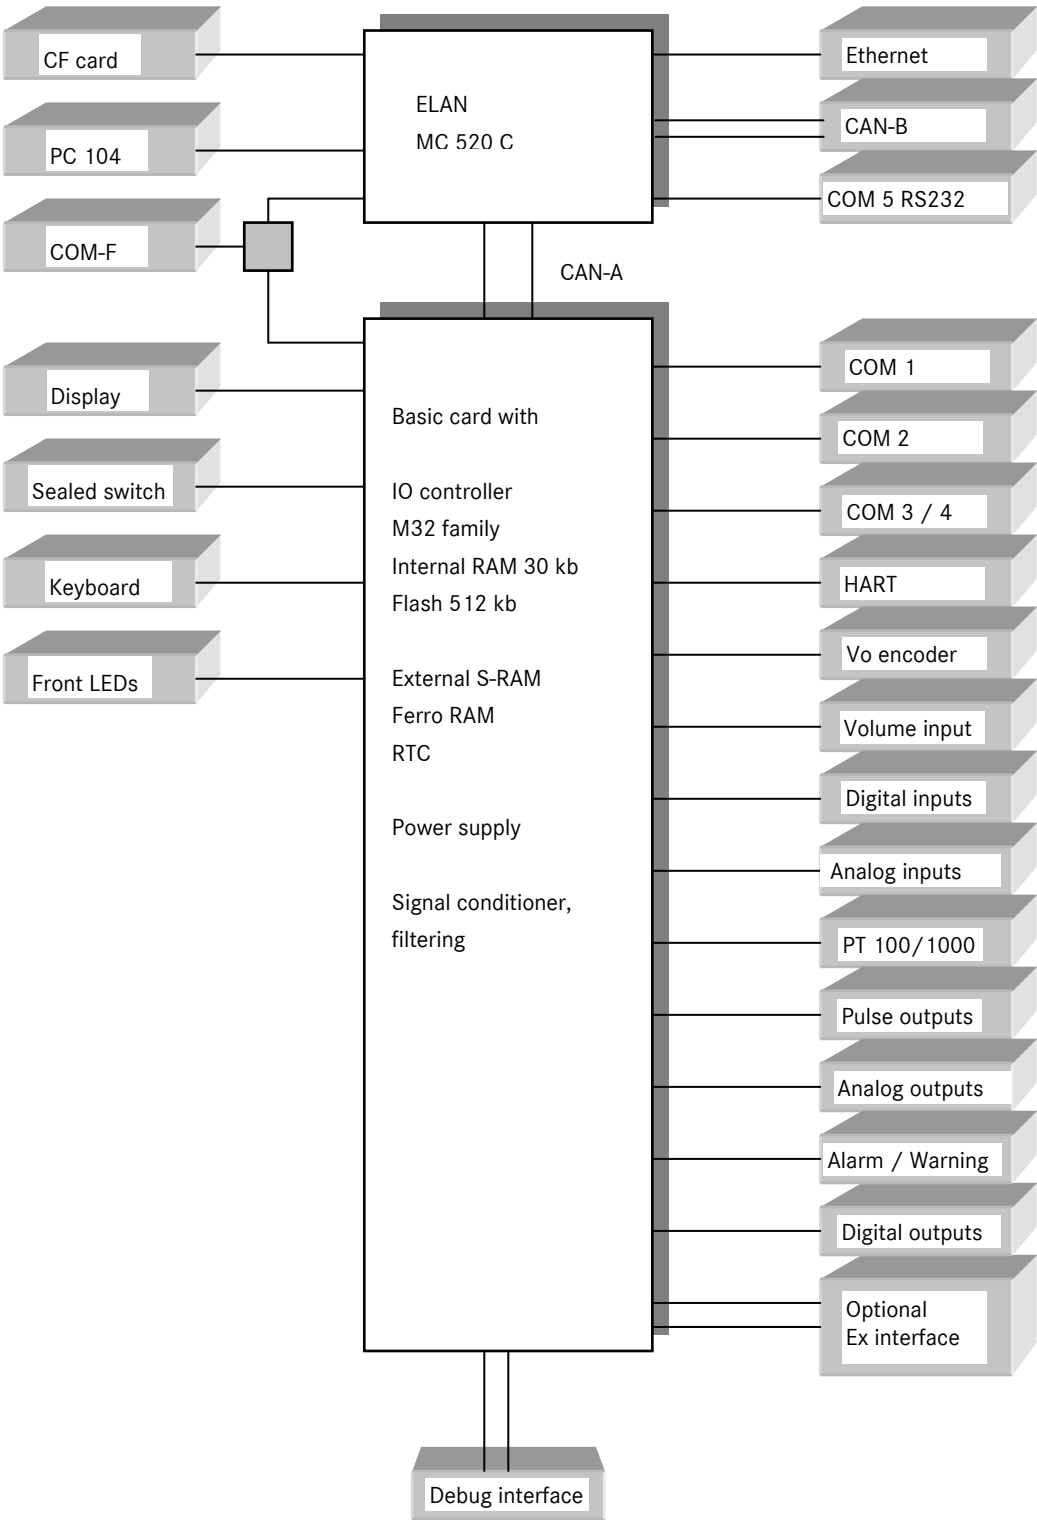 CF card
PC 104
COM-F
ELAN
MC 520 C
Ethernet
CAN-B
COM 5 RS232
CAN-A
Display
Sealed switch
Keyboard
Front LEDs
Basic card with
IO controller
M32 family
Internal RAM 30 kb
Flash 512 kb
External S-RAM
Ferro RAM
RTC
Power supply
Signal conditioner,
filtering
COM 1
COM 2
COM 3 / 4
HART
Vo encoder
Volume input
Digital inputs
Analog inputs
PT 100/1000
Pulse outputs
Analog outputs
Alarm / Warning
Digital outputs
Optional
Ex interface
Debug interface